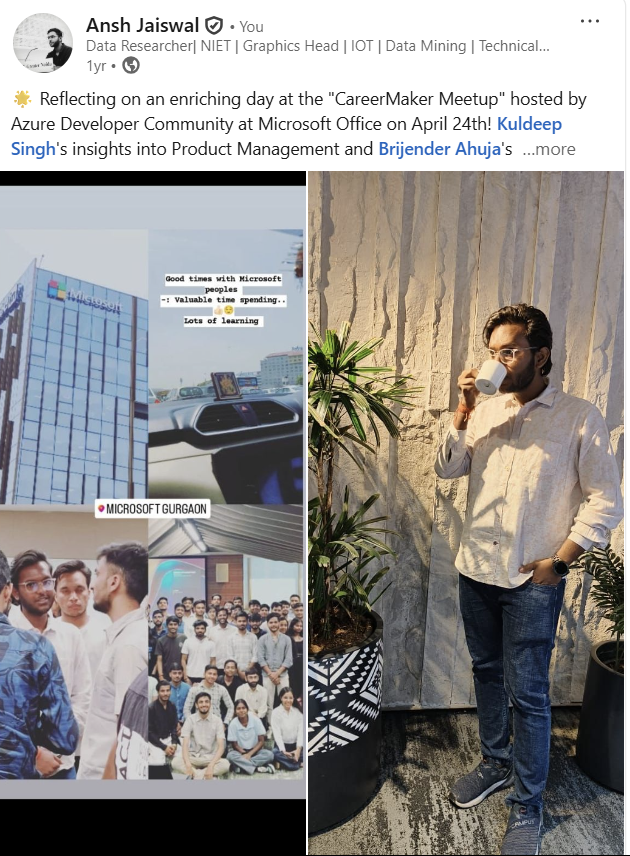 Ansh Jaiswal • You
Data Researcher| NIET | Graphics Head | IOT | Data Mining | Technical...
1yr •
🌟 Reflecting on an enriching day at the "CareerMaker Meetup" hosted by
Azure Developer Community at Microsoft Office on April 24th! Kuldeep
Singh's insights into Product Management and Brijender Ahuja's ...more
Microsoft
Good times with Microsoft
peoples
-: Valuable time spending..
👍🏻😊
Lots of learning
MICROSOFT GURGAON
CAMPUS